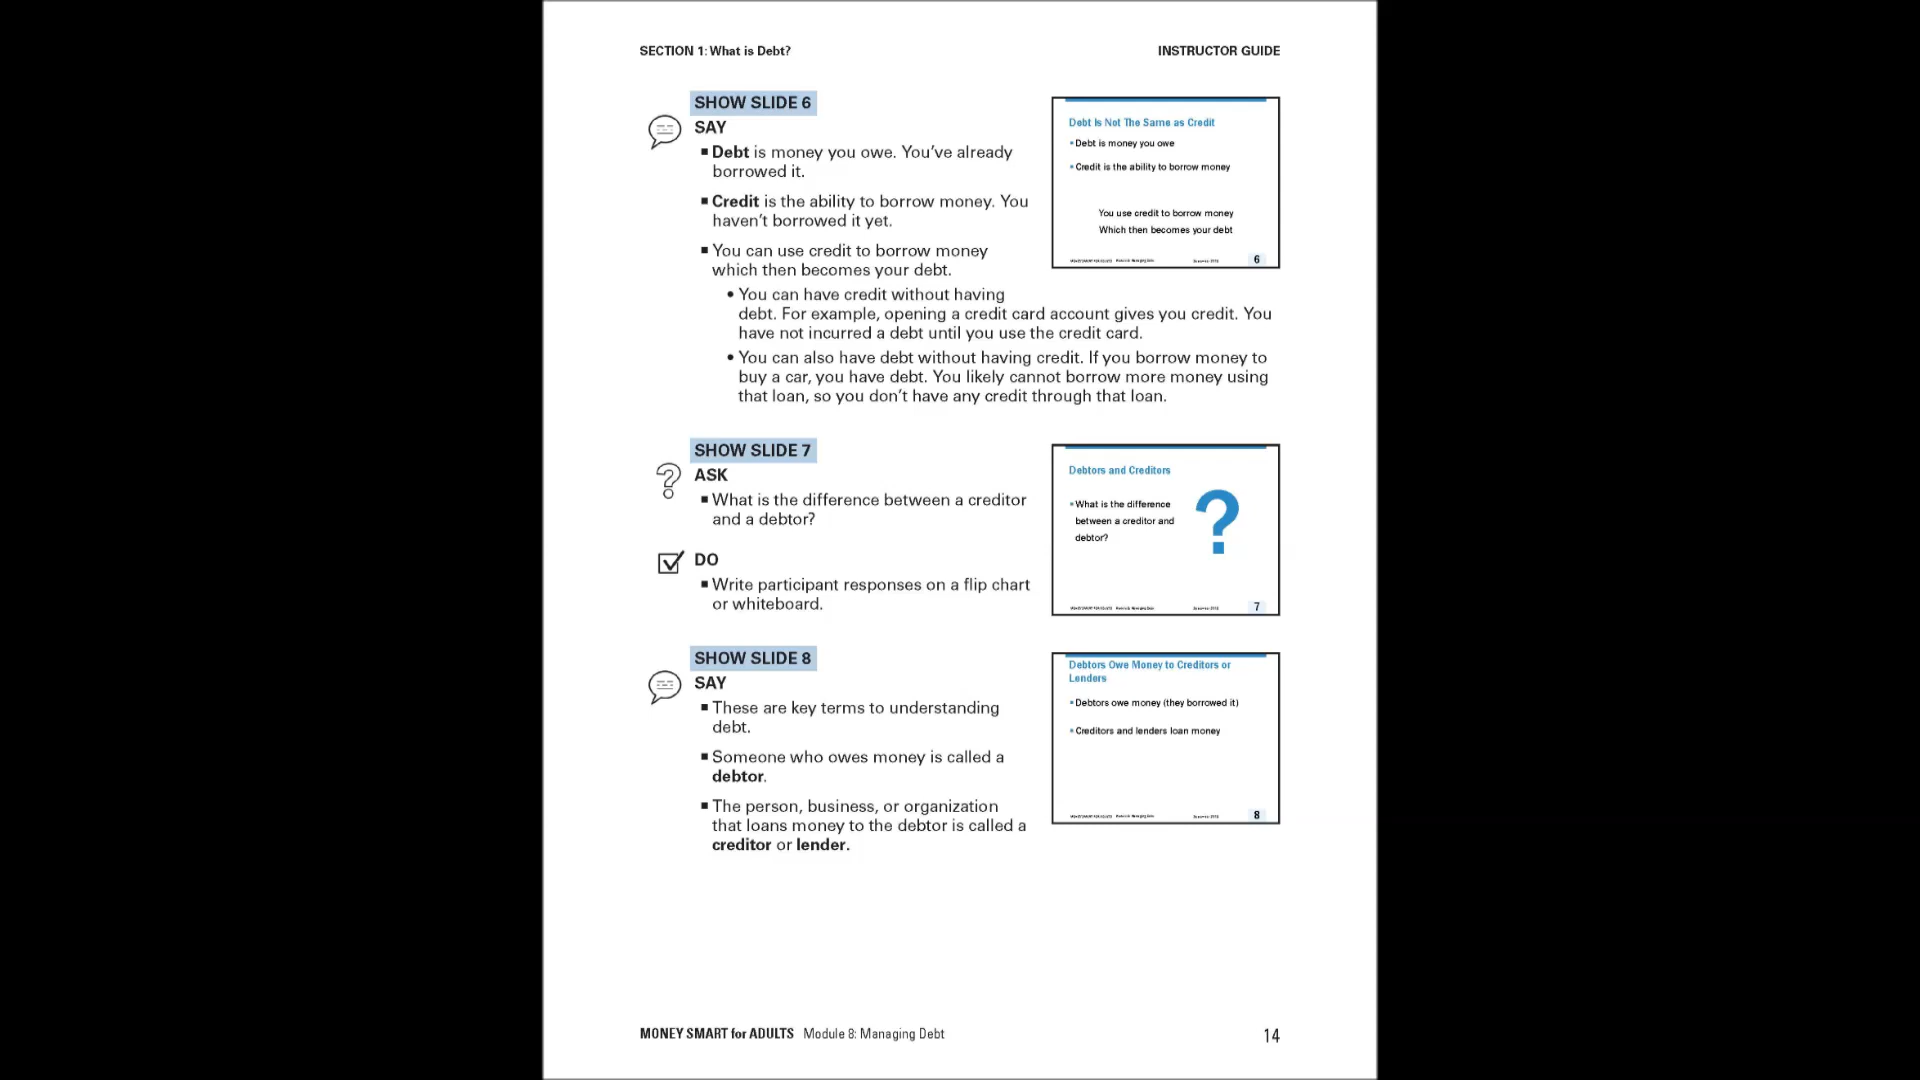 SECTION 1: What is Debt?
INSTRUCTOR GUIDE
SHOW SLIDE 6
SAY
▪ Debt is money you owe. You’ve already
borrowed it.
▪ Credit is the ability to borrow money. You
haven’t borrowed it yet.
▪ You can use credit to borrow money
which then becomes your debt.
• You can have credit without having
debt. For example, opening a credit card account gives you credit. You
have not incurred a debt until you use the credit card.
• You can also have debt without having credit. If you borrow money to
buy a car, you have debt. You likely cannot borrow more money using
that loan, so you don’t have any credit through that loan.
Debt Is Not The Same as Credit
▪ Debt is money you owe
▪ Credit is the ability to borrow money
You use credit to borrow money
Which then becomes your debt
6
SHOW SLIDE 7
ASK
▪ What is the difference between a creditor
and a debtor?
DO
▪ Write participant responses on a flip chart
or whiteboard.
Debtors and Creditors
▪ What is the difference
between a creditor and
debtor?
?
7
SHOW SLIDE 8
SAY
▪ These are key terms to understanding
debt.
▪ Someone who owes money is called a
debtor.
▪ The person, business, or organization
that loans money to the debtor is called a
creditor or lender.
Debtors Owe Money to Creditors or
Lenders
▪ Debtors owe money (they borrowed it)
▪ Creditors and lenders loan money
8
MONEY SMART for ADULTS Module 8: Managing Debt
14